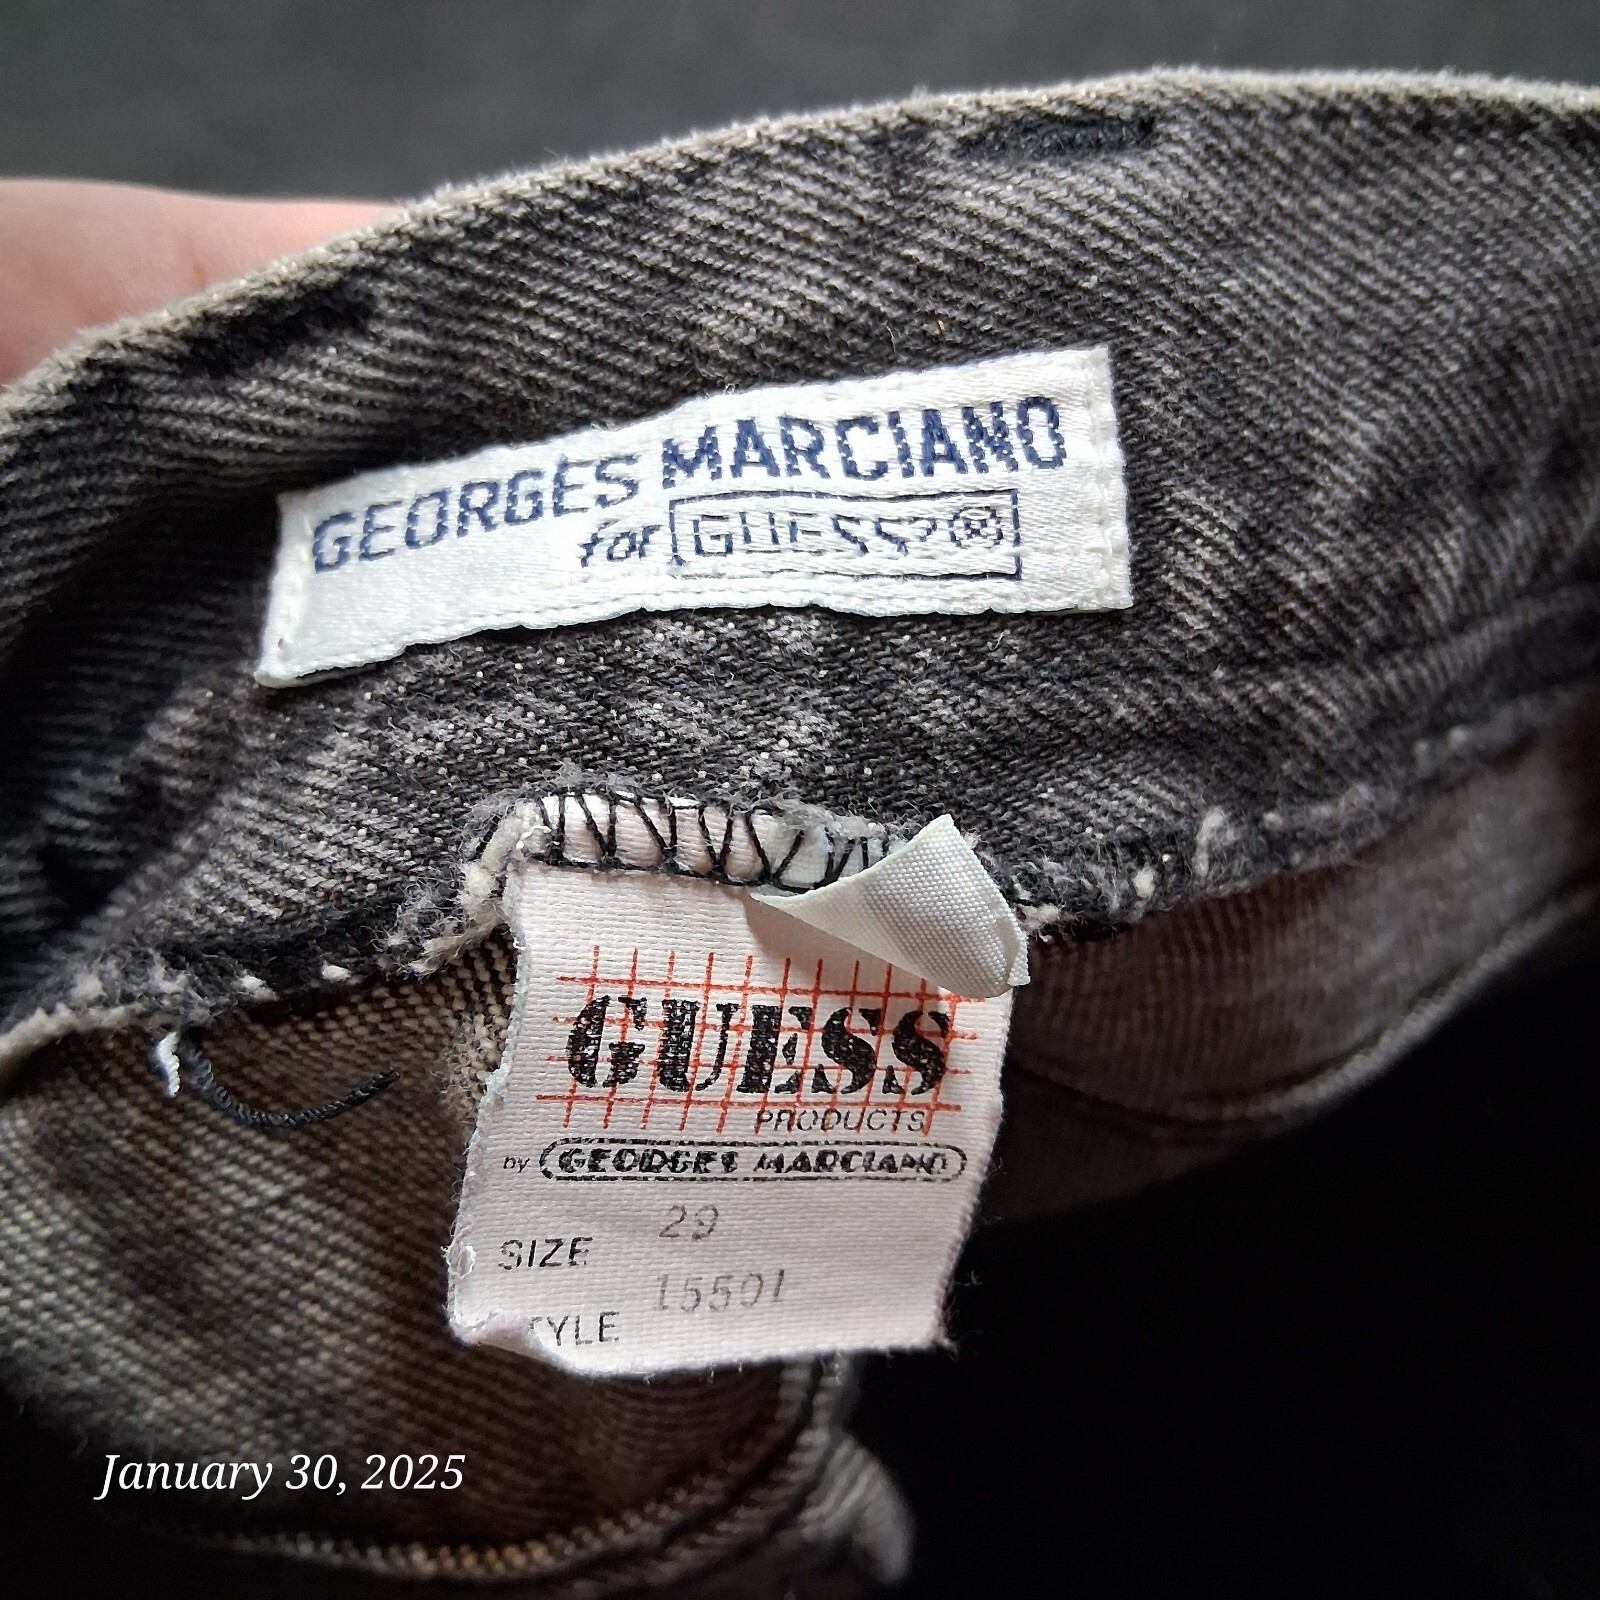 GEORGES MARCIANO
for GUESS?®
GUESS
PRODUCTS
by GEORGES MARCIANO
29
SIZE
15501
TYLE
January 30, 2025